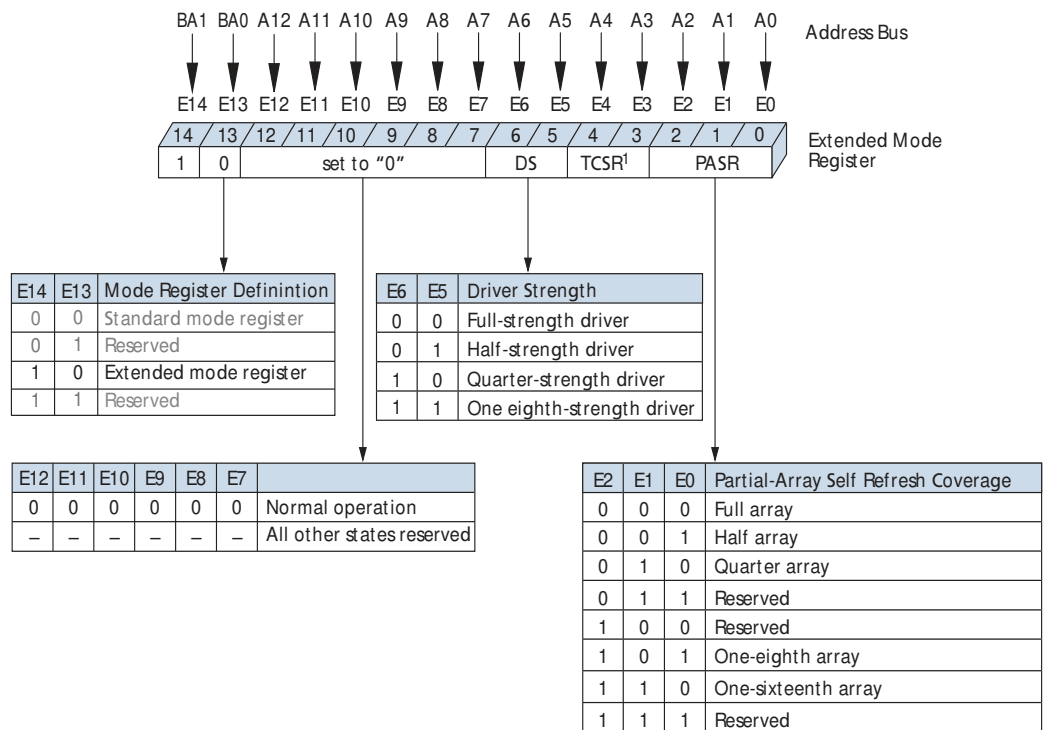 BA1 BA0 A12 A11 A10 A9 A8 A7 A6 A5 A4 A3 A2 A1 A0
Address Bus
E14 E13 E12 E11 E10 E9 E8 E7 E6 E5 E4 E3 E2 E1 E0
14 13 12 11 10 9 8 7 6 5 4 3 2 1 0
Extended Mode
Register
1 0 set to "0" DS TCSR¹ PASR
E14 E13 Mode Register Definintion
0 0 Standard mode register
0 1 Reserved
1 0 Extended mode register
1 1 Reserved
E6 E5 Driver Strength
0 0 Full-strength driver
0 1 Half-strength driver
1 0 Quarter-strength driver
1 1 One eighth-strength driver
E12 E11 E10 E9 E8 E7
0 0 0 0 0 0 Normal operation
– – – – – – All other states reserved
E2 E1 E0 Partial-Array Self Refresh Coverage
0 0 0 Full array
0 0 1 Half array
0 1 0 Quarter array
0 1 1 Reserved
1 0 0 Reserved
1 0 1 One-eighth array
1 1 0 One-sixteenth array
1 1 1 Reserved